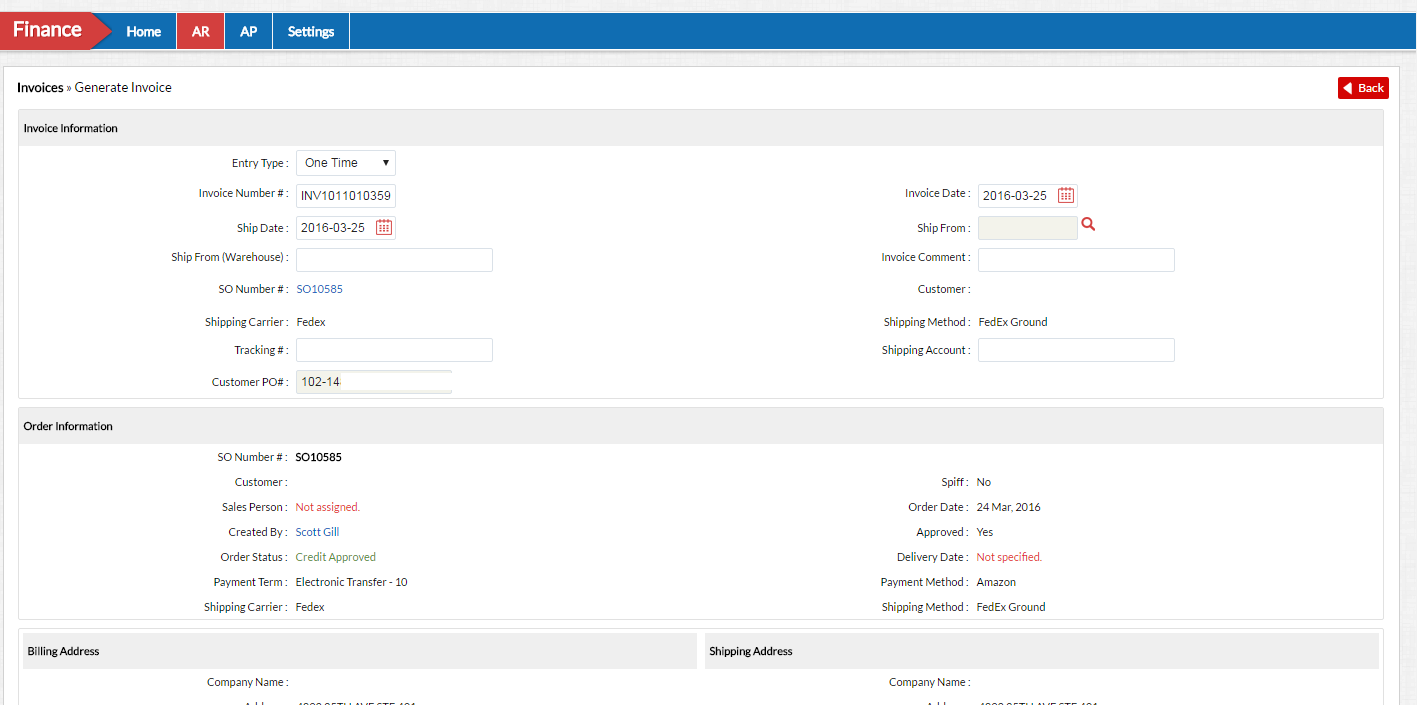 Finance Home AR AP Settings
Invoices » Generate Invoice Back
Invoice Information
Entry Type : One Time
Invoice Number # : INV1011010359 Invoice Date : 2016-03-25
Ship Date : 2016-03-25 Ship From :
Ship From (Warehouse) : Invoice Comment :
SO Number # : SO10585 Customer :
Shipping Carrier : Fedex Shipping Method : FedEx Ground
Tracking # : Shipping Account :
Customer PO# : 102-14
Order Information
SO Number # : SO10585
Customer : Spiff : No
Sales Person : Not assigned. Order Date : 24 Mar, 2016
Created By : Scott Gill Approved : Yes
Order Status : Credit Approved Delivery Date : Not specified.
Payment Term : Electronic Transfer - 10 Payment Method : Amazon
Shipping Carrier : Fedex Shipping Method : FedEx Ground
Billing Address Shipping Address
Company Name : Company Name :